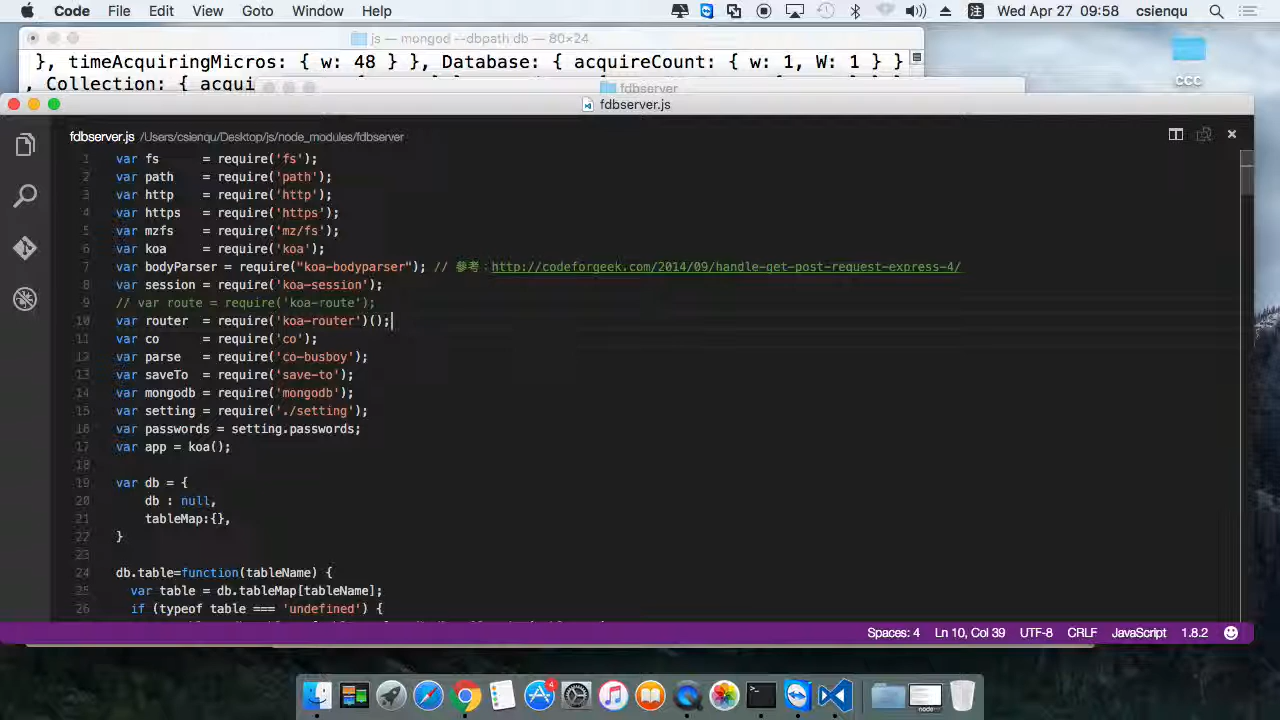 Code File Edit View Goto Window Help
注 Wed Apr 27 09:58 csienqu
js — mongod --dbpath db — 80×24
}, timeAcquiringMicros: { w: 48 } }, Database: { acquireCount: { w: 1, W: 1 } }
, Collection: { acqui
fdbserver
ccc
fdbserver.js
fdbserver.js /Users/csienqu/Desktop/js/node_modules/fdbserver
1 var fs = require('fs');
2 var path = require('path');
3 var http = require('http');
4 var https = require('https');
5 var mzfs = require('mz/fs');
6 var koa = require('koa');
7 var bodyParser = require("koa-bodyparser"); // 參考：http://codeforgeek.com/2014/09/handle-get-post-request-express-4/
8 var session = require('koa-session');
9 // var route = require('koa-route');
10 var router = require('koa-router')();
11 var co = require('co');
12 var parse = require('co-busboy');
13 var saveTo = require('save-to');
14 var mongodb = require('mongodb');
15 var setting = require('./setting');
16 var passwords = setting.passwords;
17 var app = koa();
18
19 var db = {
20 db : null,
21 tableMap:{},
22 }
23
24 db.table=function(tableName) {
25 var table = db.tableMap[tableName];
26 if (typeof table === 'undefined') {
Spaces: 4 Ln 10, Col 39 UTF-8 CRLF JavaScript 1.8.2
4
node